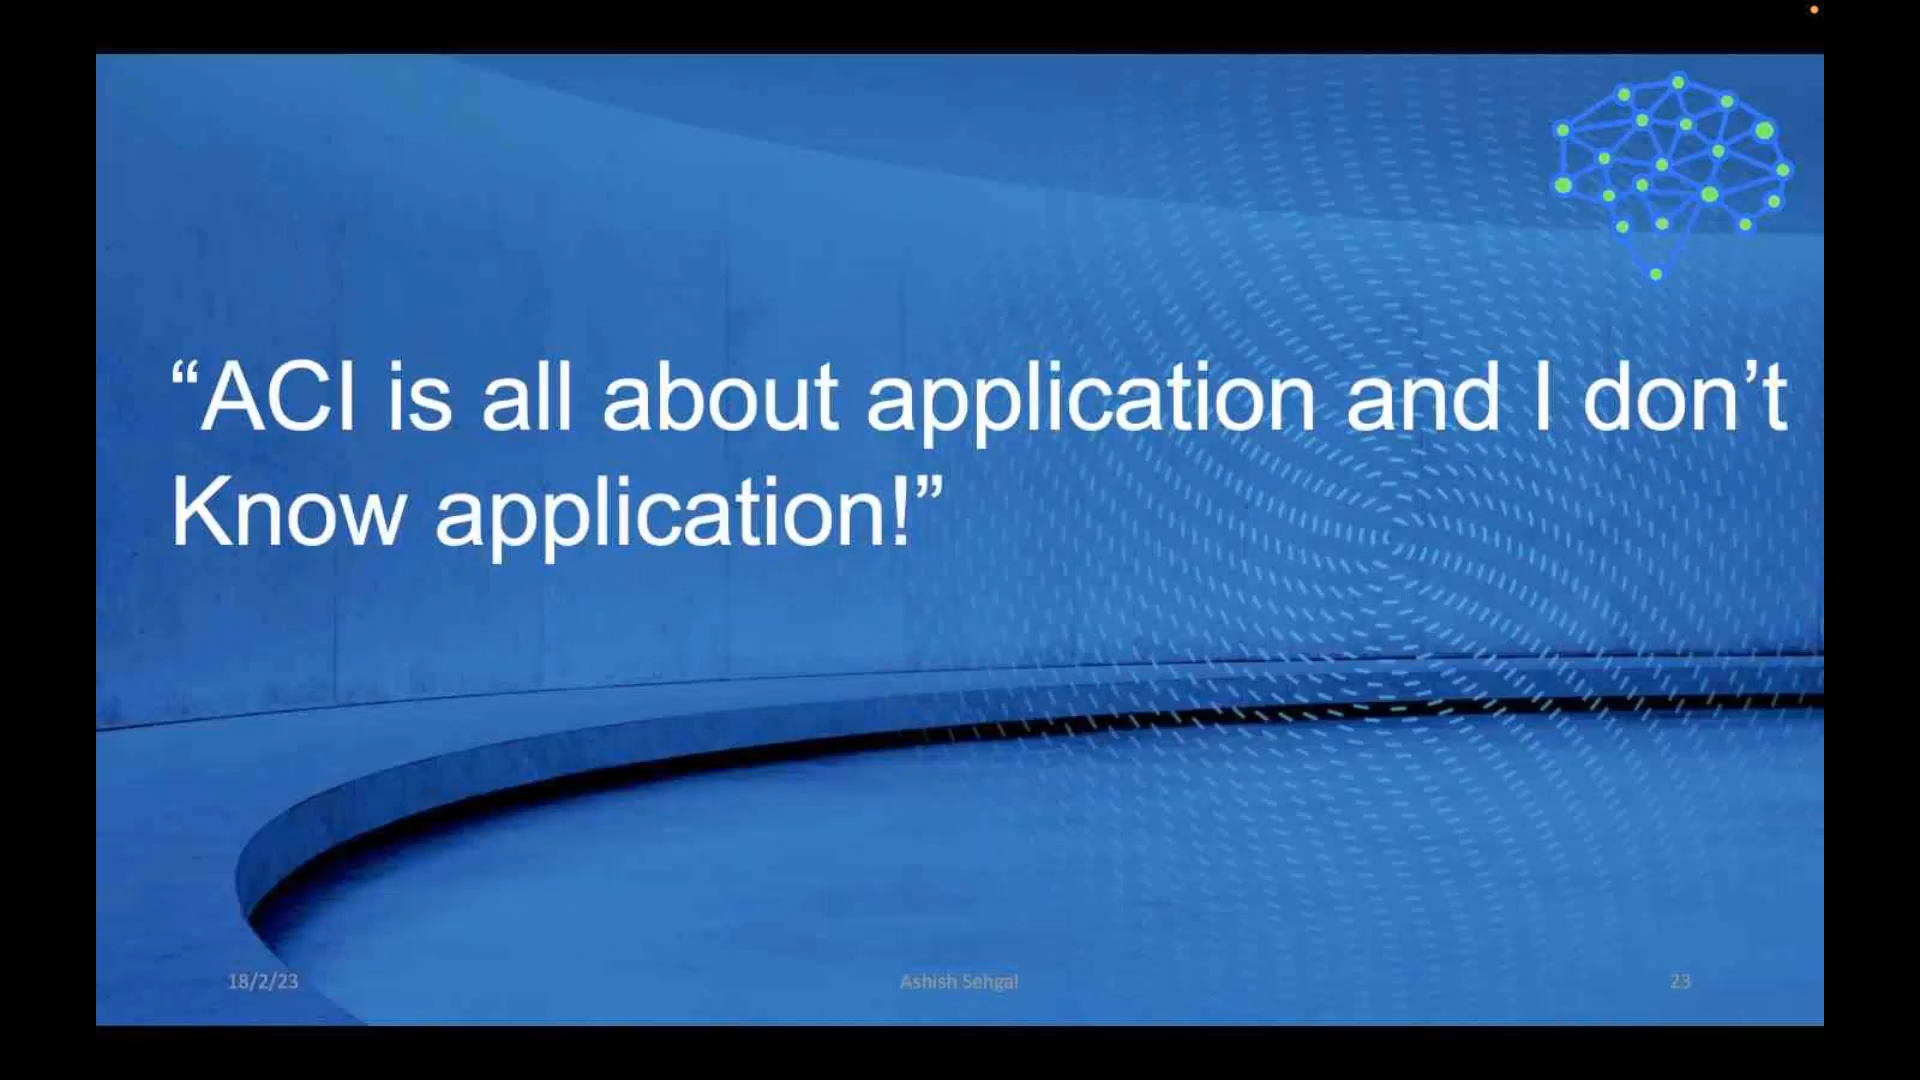 “ACI is all about application and I don’t
Know application!”
18/2/23
Ashish Sehgal
23